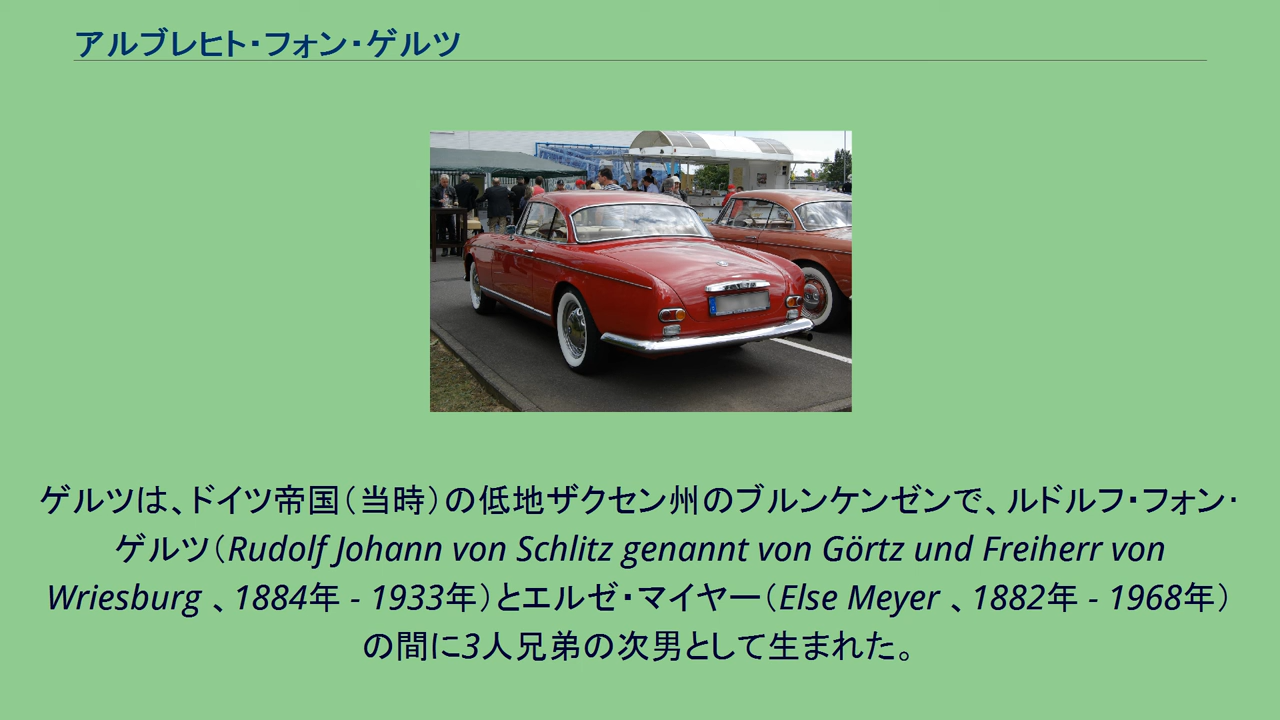 アルブレヒト・フォン・ゲルツ
ゲルツは、ドイツ帝国（当時）の低地ザクセン州のブルンケンゼンで、ルドルフ・フォン・
ゲルツ（Rudolf Johann von Schlitz genannt von Görtz und Freiherr von
Wriesburg 、1884年 - 1933年）とエルゼ・マイヤー（Else Meyer 、1882年 - 1968年）
の間に3人兄弟の次男として生まれた。